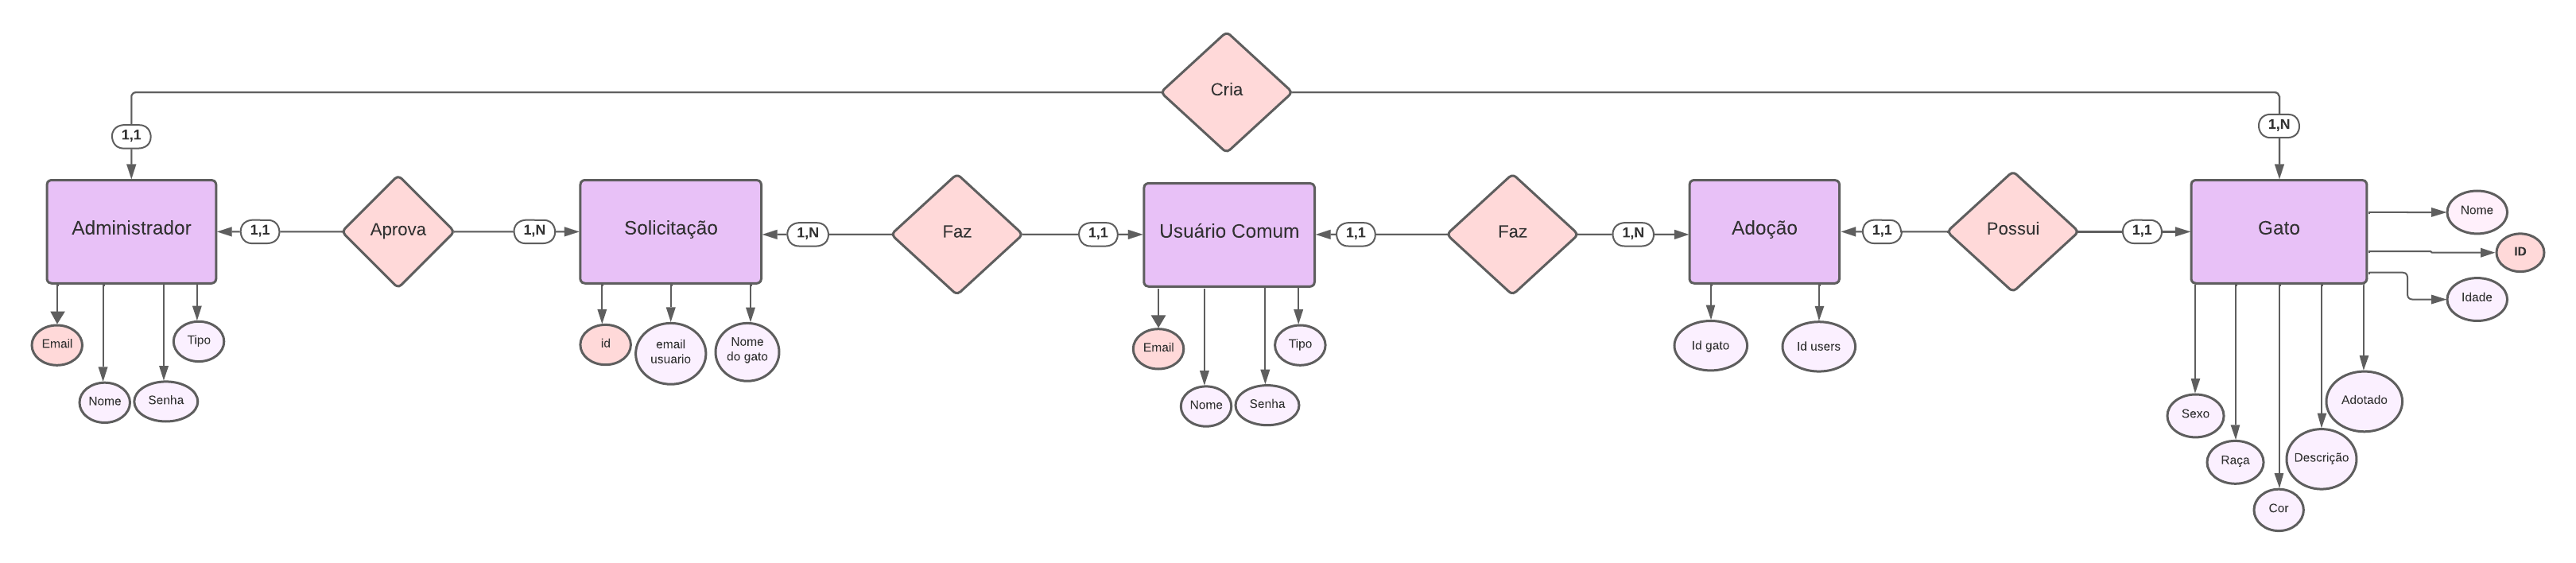 Cria
1,1
1,N
Administrador
1,1
Aprova
1,N
Solicitação
1,N
Faz
1,1
Usuário Comum
1,1
Faz
1,N
Adoção
1,1
Possui
1,1
Gato
Nome
ID
Idade
Email
Nome
Senha
Tipo
id
email
usuario
Nome
do gato
Email
Nome
Senha
Tipo
Id gato
Id users
Sexo
Raça
Cor
Descrição
Adotado